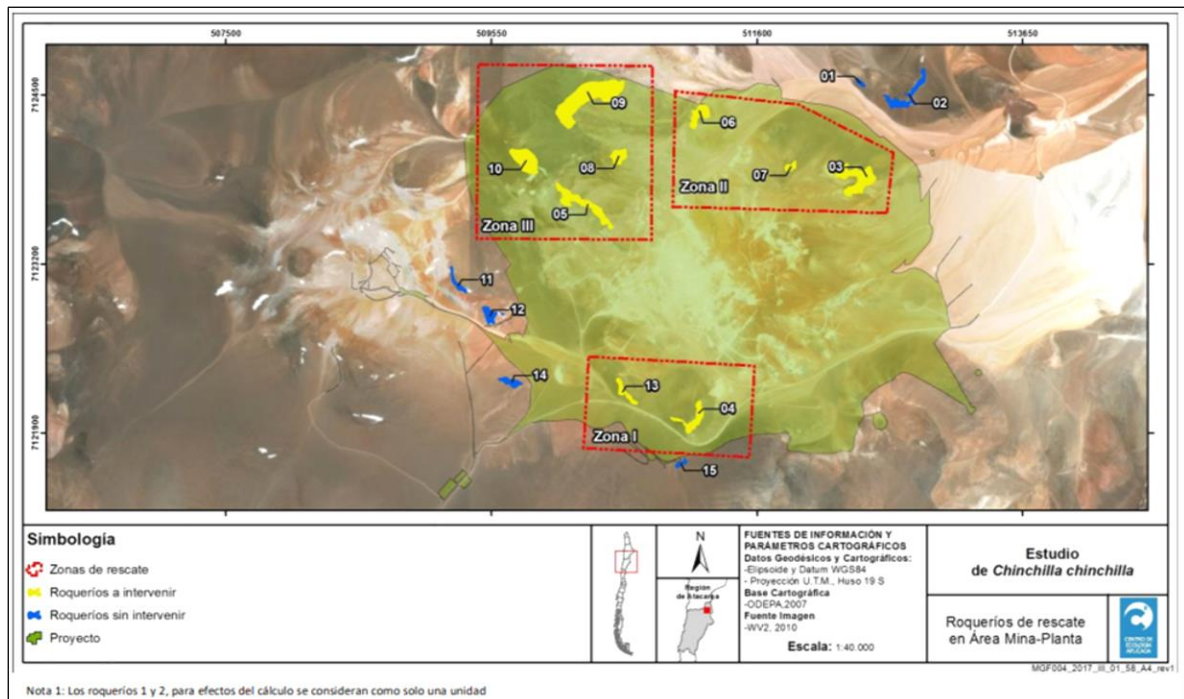 507500
509550
511600
513650
7124500
7123200
7121900
01
02
09
06
10
08
07
03
Zona II
05
Zona III
11
12
14
13
04
Zona I
15
Simbología
Zonas de rescate
Roqueríos a intervenir
Roqueríos sin intervenir
Proyecto
N
Región
de Atacama
FUENTES DE INFORMACIÓN Y
PARÁMETROS CARTOGRÁFICOS
Datos Geodésicos y Cartográficos:
-Elipsoide y Datum WGS84
- Proyección U.T.M., Huso 19 S
Base Cartográfica
-ODEPA,2007
Fuente Imagen
-WV2, 2010
Escala: 1:40.000
Estudio
de Chinchilla chinchilla
Roqueríos de rescate
en Área Mina-Planta
CENTRO DE
ECOLOGÍA
APLICADA
MGF004_2017_III_01_58_A4_rev1
Nota 1: Los roqueríos 1 y 2, para efectos del cálculo se consideran como solo una unidad